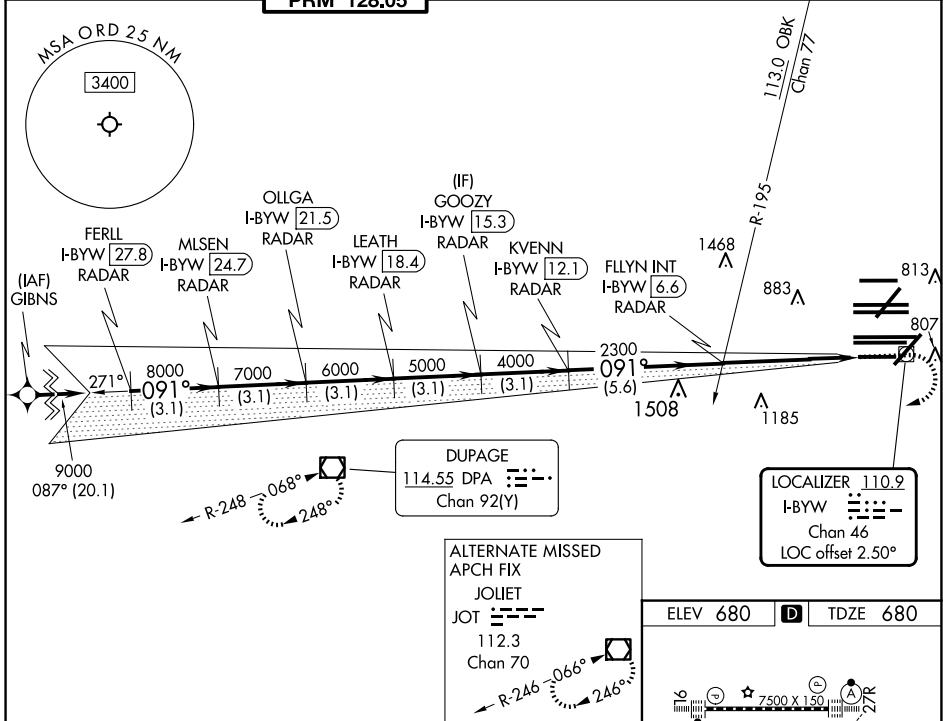 PRM 128.05
MSA ORD 25 NM
3400
113.0 OBK
Chan 77
R-195
(IAF)
GIBNS
FERLL
I-BYW 27.8
RADAR
MLSEN
I-BYW 24.7
RADAR
OLLGA
I-BYW 21.5
RADAR
LEATH
I-BYW 18.4
RADAR
(IF)
GOOZY
I-BYW 15.3
RADAR
KVENN
I-BYW 12.1
RADAR
FLLYN INT
I-BYW 6.6
RADAR
1468
883
813
807
271°
8000
091°
(3.1)
7000
(3.1)
6000
(3.1)
5000
(3.1)
4000
(3.1)
2300
091°
(5.6)
1508
1185
9000
087° (20.1)
R-248
068°
248°
DUPAGE
114.55 DPA
Chan 92(Y)
LOCALIZER 110.9
I-BYW
Chan 46
LOC offset 2.50°
ALTERNATE MISSED
APCH FIX
JOLIET
JOT
112.3
Chan 70
R-246
066°
246°
ELEV 680
D
TDZE 680
9L
P
7500 X 150
P
A
27R